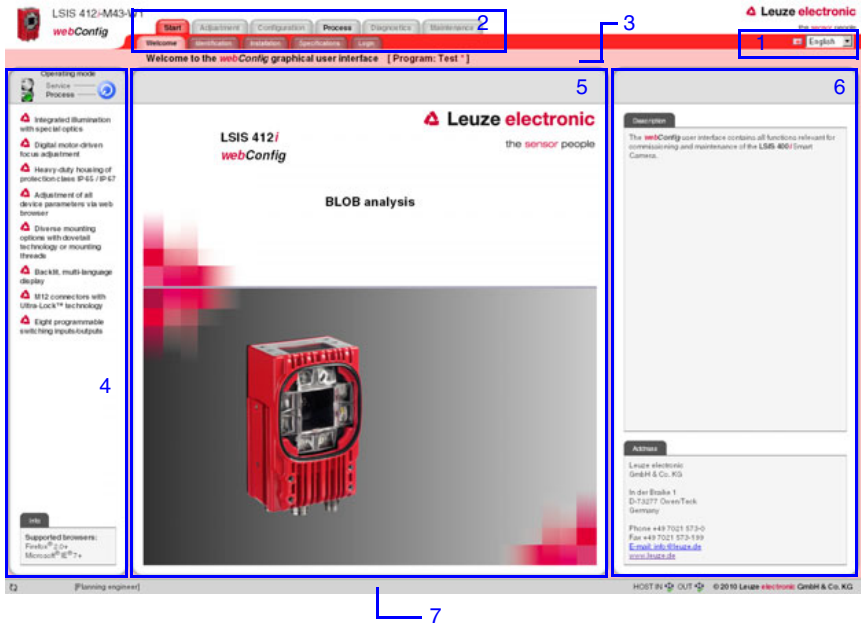 LSIS 412i-M43-W1
webConfig
Start Adjustment Configuration Process Diagnostics Maintenance
2
3
Leuze electronic
the sensor people
Welcome Identification Installation Specifications Login
1
English
Welcome to the webConfig graphical user interface [ Program: Test * ]
Operating mode
Service
Process
4
Integrated illumination
with special optics
Digital motor-driven
focus adjustment
Heavy-duty housing of
protection class IP 65 / IP 67
Adjustment of all
device parameters via web
browser
Diverse mounting
options with dovetail
technology or mounting
threads
Backlit, multi-language
display
M12 connectors with
Ultra-Lock™ technology
Eight programmable
switching inputs/outputs
Info
Supported browsers:
Firefox® 2.0+
Microsoft® IE® 7+
5
Leuze electronic
the sensor people
LSIS 412i
webConfig
BLOB analysis
6
Description
The webConfig user interface contains all functions relevant for
commissioning and maintenance of the LSIS 400i Smart
Camera.
Address
Leuze electronic
GmbH & Co. KG
In der Braike 1
D-73277 Owen/Teck
Germany
Phone +49 7021 573-0
Fax +49 7021 573-199
E-mail: info@leuze.de
www.leuze.de
[Planning engineer]
HOST IN OUT © 2010 Leuze electronic GmbH & Co. KG
7